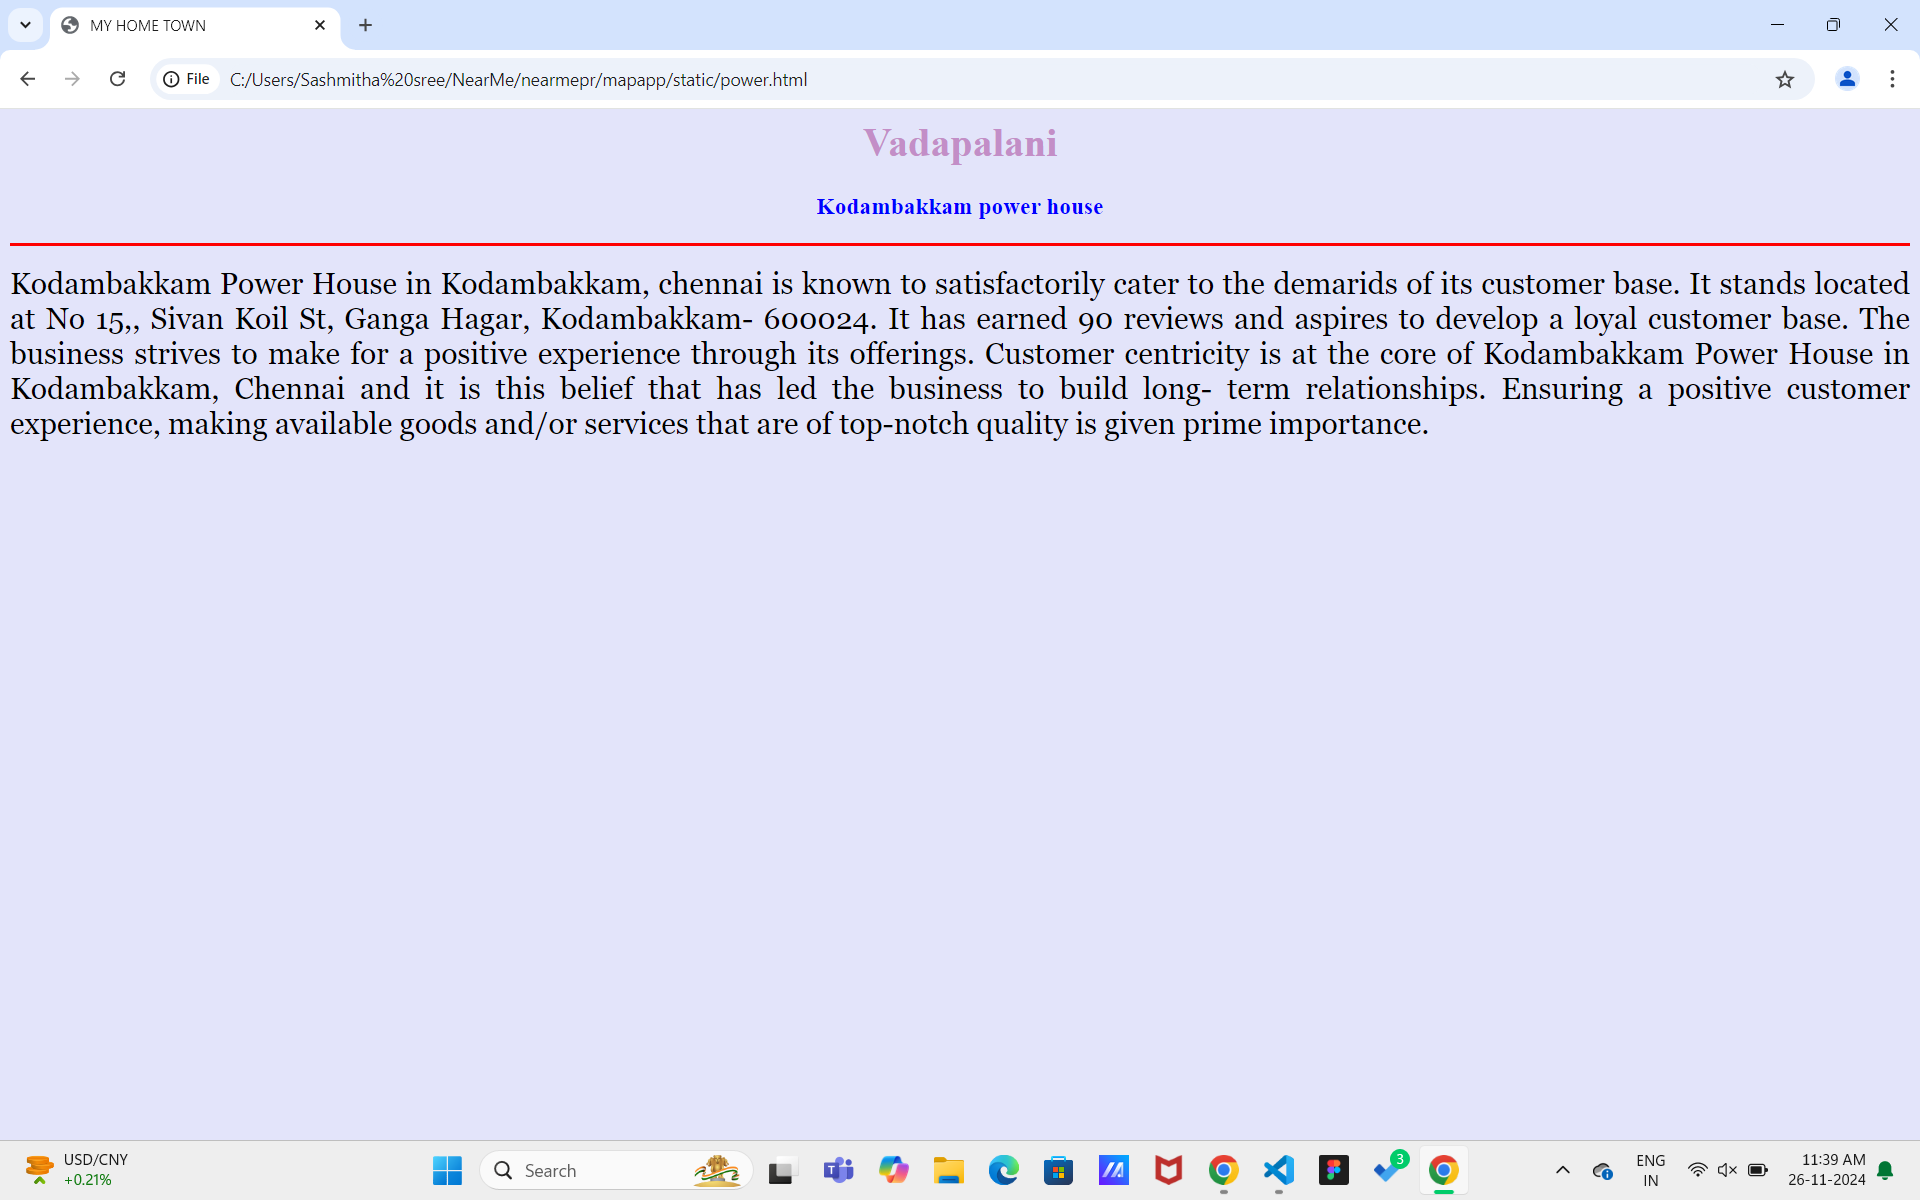 MY HOME TOWN
File
C:/Users/Sashmitha%20sree/NearMe/nearmepr/mapapp/static/power.html
Vadapalani
Kodambakkam power house
Kodambakkam Power House in Kodambakkam, chennai is known to satisfactorily cater to the demarids of its customer base. It stands located
at No 15,, Sivan Koil St, Ganga Hagar, Kodambakkam- 600024. It has earned 90 reviews and aspires to develop a loyal customer base. The
business strives to make for a positive experience through its offerings. Customer centricity is at the core of Kodambakkam Power House in
Kodambakkam, Chennai and it is this belief that has led the business to build long- term relationships. Ensuring a positive customer
experience, making available goods and/or services that are of top-notch quality is given prime importance.
USD/CNY
+0.21%
Search
3
ENG
IN
11:39 AM
26-11-2024